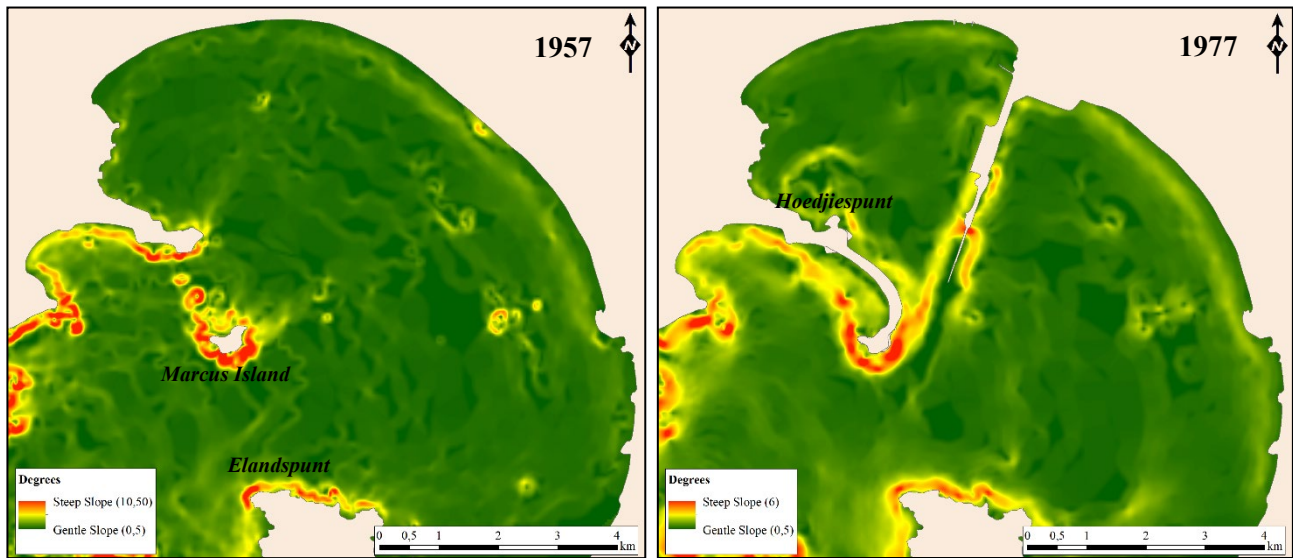 1957
N
Marcus Island
Elandspunt
Degrees
Steep Slope (10,50)
Gentle Slope (0,5)
0 0,5 1 2 3 4
km
1977
N
Hoedjiespunt
Degrees
Steep Slope (6)
Gentle Slope (0,5)
0 0,5 1 2 3 4
km